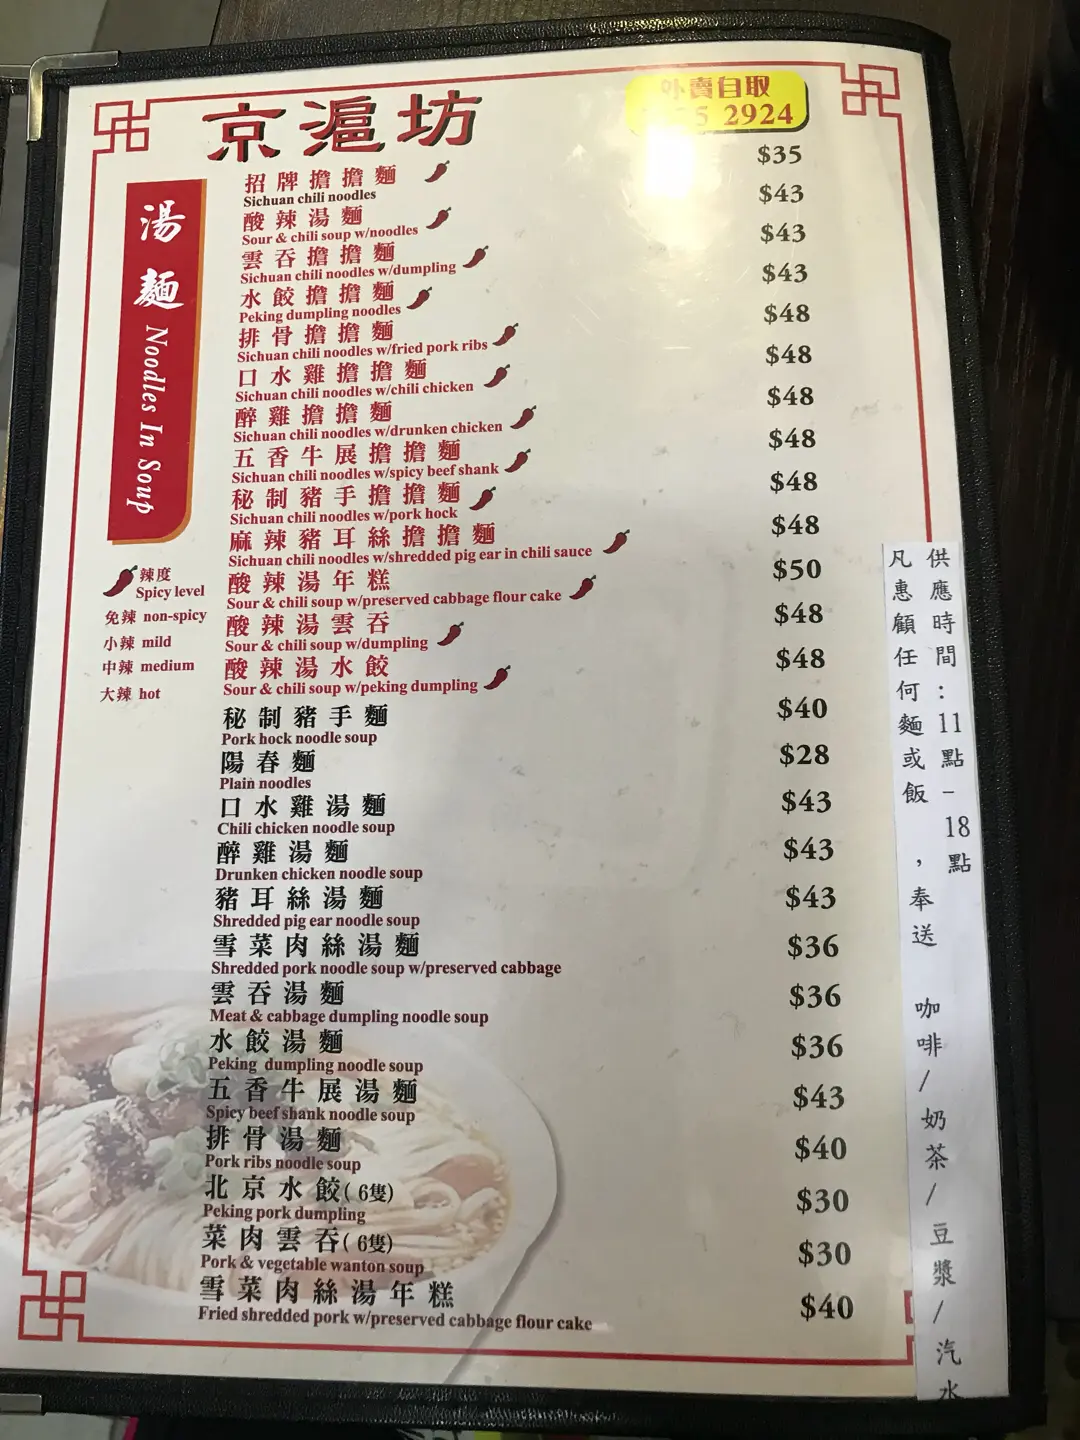 京滬坊
外賣自取
5 2924
湯麵 Noodles In Soup
招牌擔擔麵 $35
Sichuan chili noodles
酸辣湯麵 $43
Sour & chili soup w/noodles
雲吞擔擔麵 $43
Sichuan chili noodles w/dumpling
水餃擔擔麵 $43
Peking dumpling noodles
排骨擔擔麵 $48
Sichuan chili noodles w/fried pork ribs
口水雞擔擔麵 $48
Sichuan chili noodles w/chili chicken
醉雞擔擔麵 $48
Sichuan chili noodles w/drunken chicken
五香牛展擔擔麵 $48
Sichuan chili noodles w/spicy beef shank
秘制豬手擔擔麵 $48
Sichuan chili noodles w/pork hock
麻辣豬耳絲擔擔麵 $48
Sichuan chili noodles w/shredded pig ear in chili sauce
酸辣湯年糕 $50
Sour & chili soup w/preserved cabbage flour cake
酸辣湯雲吞 $48
Sour & chili soup w/dumpling
酸辣湯水餃 $48
Sour & chili soup w/peking dumpling
辣度
Spicy level
免辣 non-spicy
小辣 mild
中辣 medium
大辣 hot
秘制豬手麵 $40
Pork hock noodle soup
陽春麵 $28
Plain noodles
口水雞湯麵 $43
Chili chicken noodle soup
醉雞湯麵 $43
Drunken chicken noodle soup
豬耳絲湯麵 $43
Shredded pig ear noodle soup
雪菜肉絲湯麵 $36
Shredded pork noodle soup w/preserved cabbage
雲吞湯麵 $36
Meat & cabbage dumpling noodle soup
水餃湯麵 $36
Peking dumpling noodle soup
五香牛展湯麵 $43
Spicy beef shank noodle soup
排骨湯麵 $40
Pork ribs noodle soup
北京水餃(6隻) $30
Peking pork dumpling
菜肉雲吞(6隻) $30
Pork & vegetable wanton soup
雪菜肉絲湯年糕 $40
Fried shredded pork w/preserved cabbage flour cake
供應時間：11點-18點
凡惠顧任何麵或飯，奉送 咖啡/奶茶/豆漿/汽水